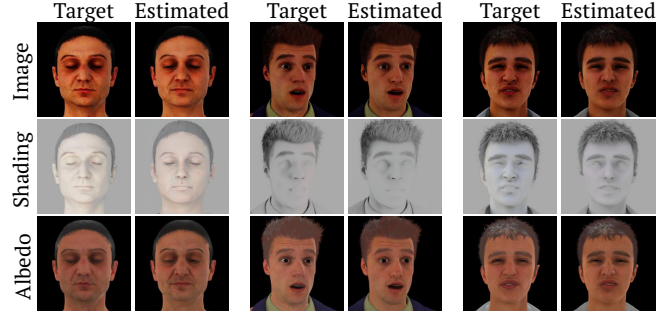 Target Estimated Target Estimated Target Estimated
Image
Shading
Albedo